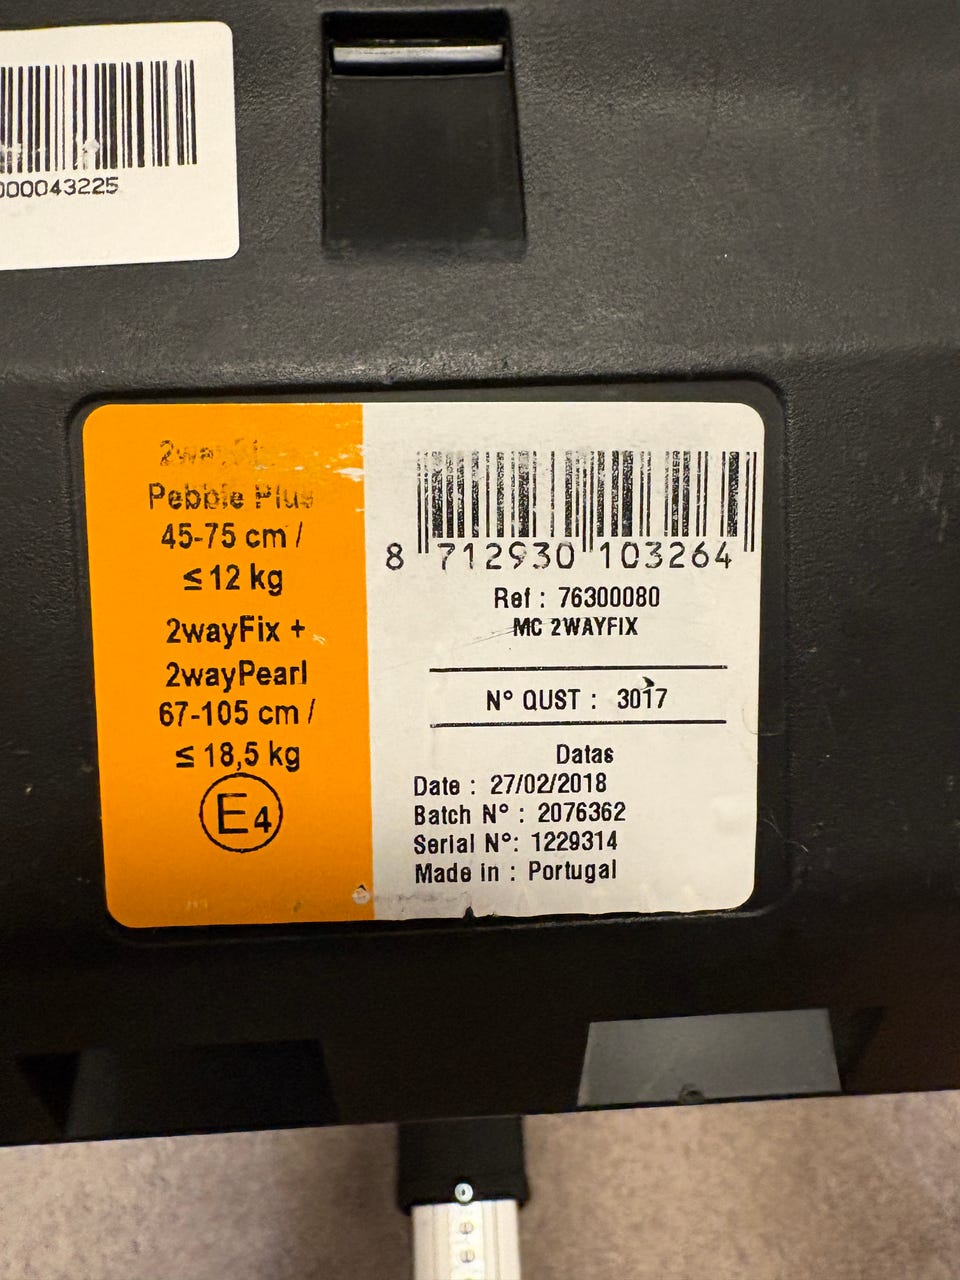 000043225
Pebble Plus
45-75 cm /
≤ 12 kg
2wayFix +
2wayPearl
67-105 cm /
≤ 18,5 kg
E4
8 712930 103264
Ref : 76300080
MC 2WAYFIX
N° QUST : 3017
Datas
Date : 27/02/2018
Batch N° : 2076362
Serial N°: 1229314
Made in : Portugal